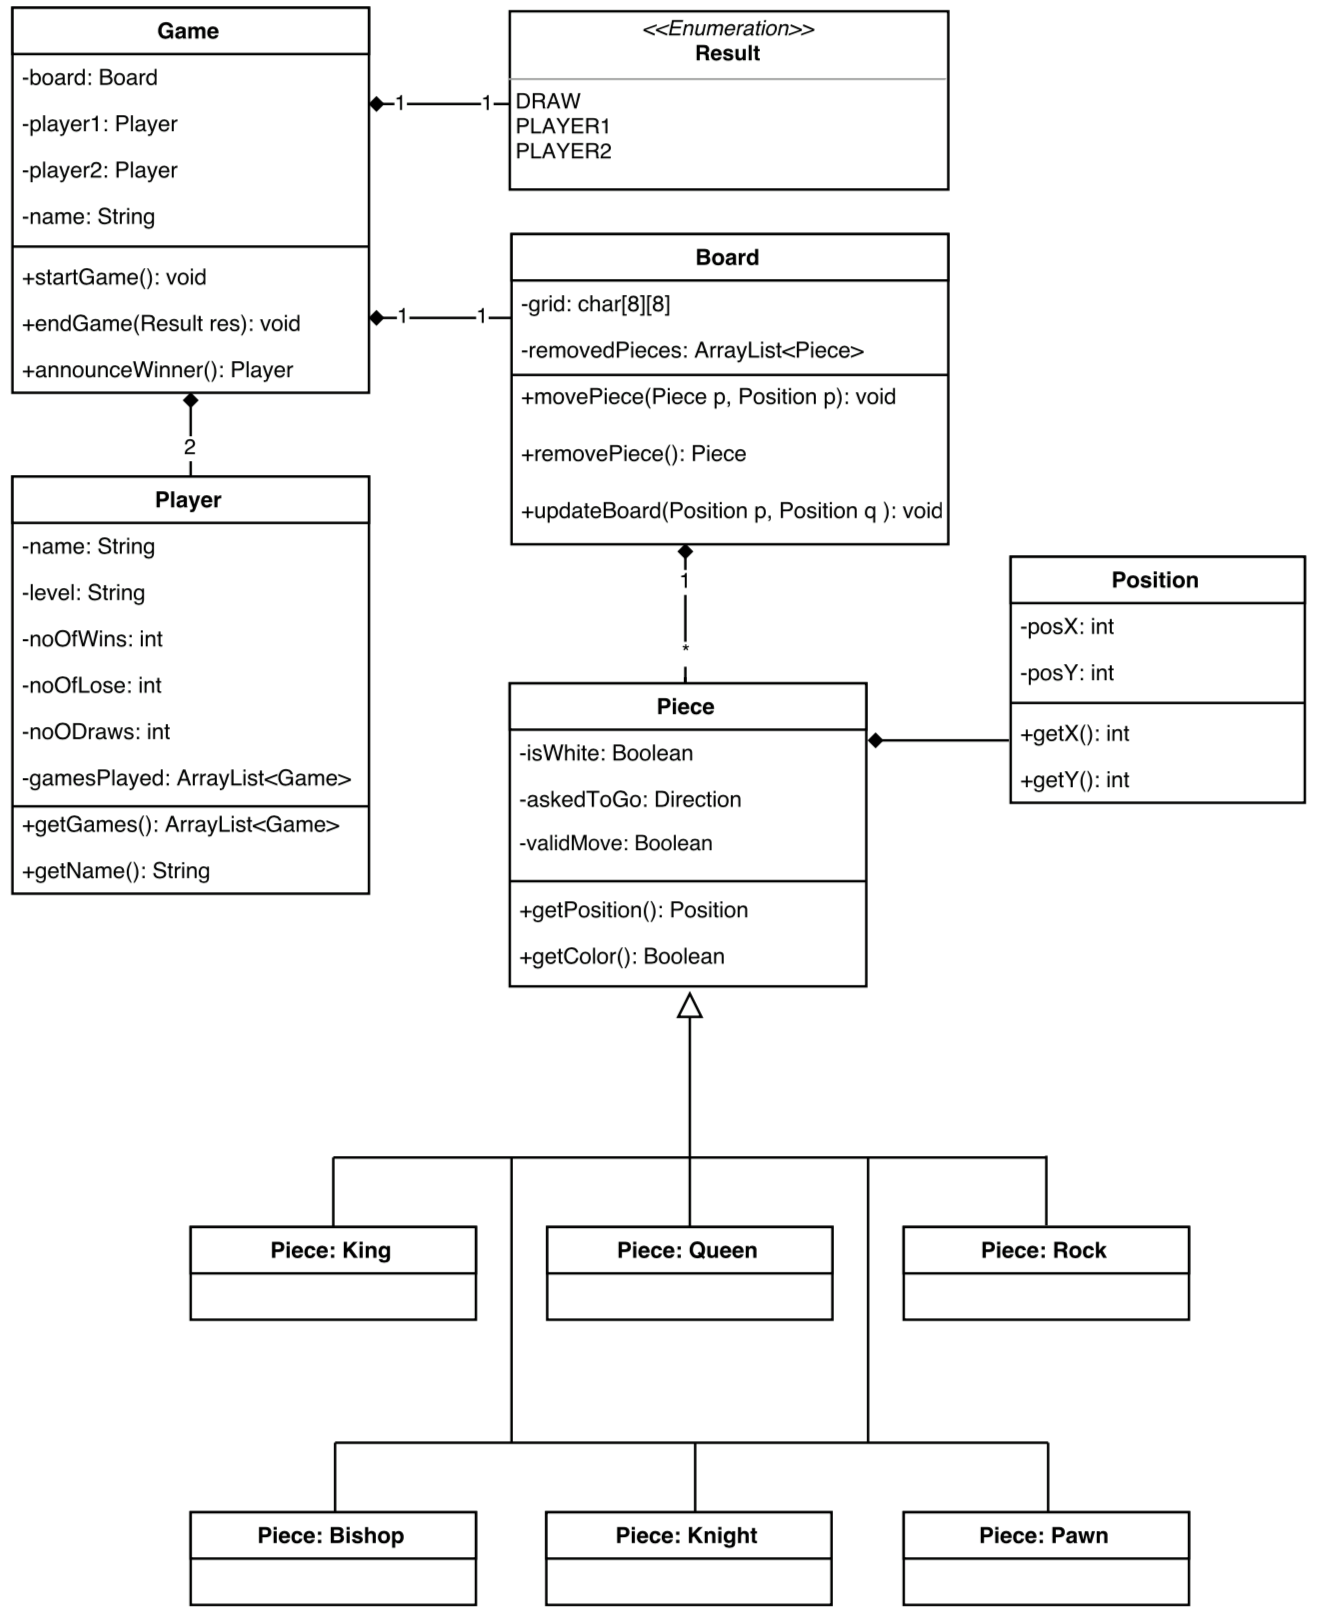 Game
-board: Board
-player1: Player
-player2: Player
-name: String
+startGame(): void
+endGame(Result res): void
+announceWinner(): Player
1
1
<<Enumeration>>
Result
DRAW
PLAYER1
PLAYER2
1
1
Board
-grid: char[8][8]
-removedPieces: ArrayList<Piece>
+movePiece(Piece p, Position p): void
+removePiece(): Piece
+updateBoard(Position p, Position q ): void
2
Player
-name: String
-level: String
-noOfWins: int
-noOfLose: int
-noODraws: int
-gamesPlayed: ArrayList<Game>
+getGames(): ArrayList<Game>
+getName(): String
1
*
Piece
-isWhite: Boolean
-askedToGo: Direction
-validMove: Boolean
+getPosition(): Position
+getColor(): Boolean
Position
-posX: int
-posY: int
+getX(): int
+getY(): int
Piece: King
Piece: Queen
Piece: Rock
Piece: Bishop
Piece: Knight
Piece: Pawn